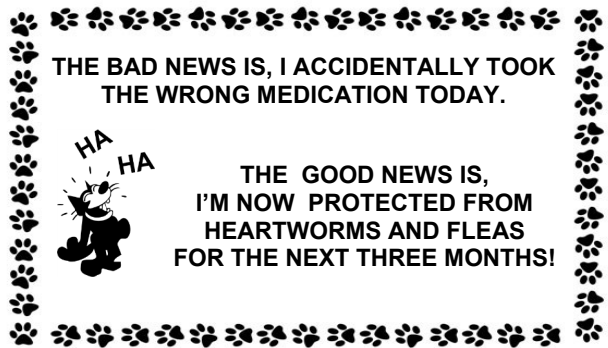 THE BAD NEWS IS, I ACCIDENTALLY TOOK
THE WRONG MEDICATION TODAY.
HA
HA
THE GOOD NEWS IS,
I'M NOW PROTECTED FROM
HEARTWORMS AND FLEAS
FOR THE NEXT THREE MONTHS!